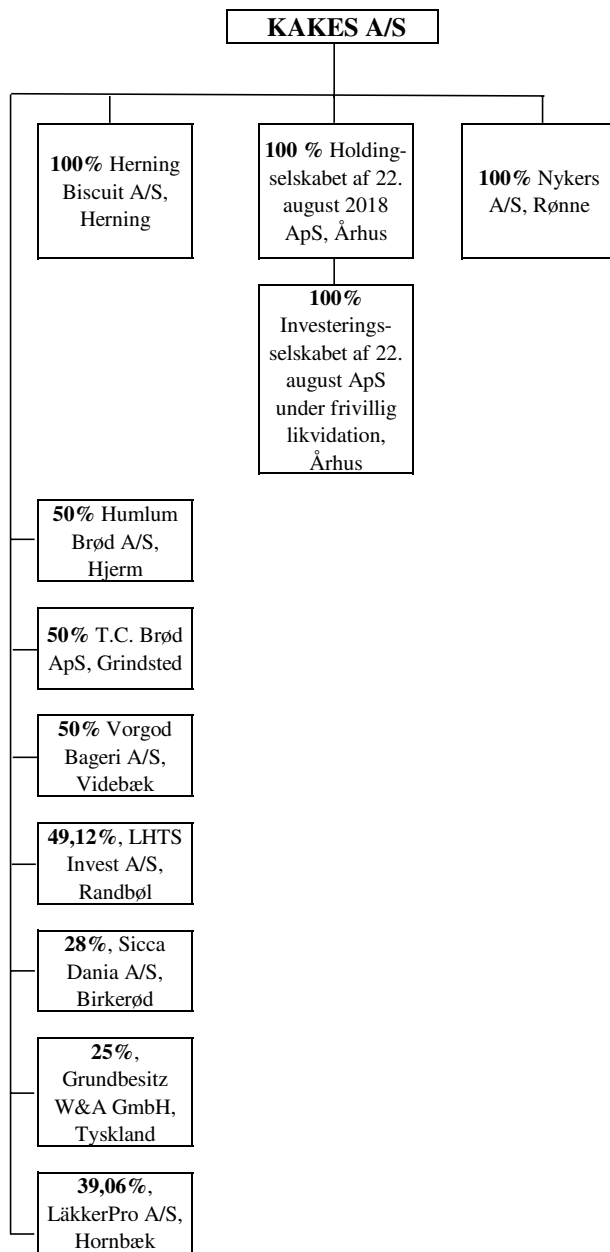 KAKES A/S
100% Herning
Biscuit A/S,
Herning
100 % Holding-
selskabet af 22.
august 2018
ApS, Århus
100% Nykers
A/S, Rønne
100%
Investerings-
selskabet af 22.
august ApS
under frivillig
likvidation,
Århus
50% Humlum
Brød A/S,
Hjerm
50% T.C. Brød
ApS, Grindsted
50% Vorgod
Bageri A/S,
Videbæk
49,12%, LHTS
Invest A/S,
Randbøl
28%, Sicca
Dania A/S,
Birkerød
25%,
Grundbesitz
W&A GmbH,
Tyskland
39,06%,
LäkkerPro A/S,
Hornbæk